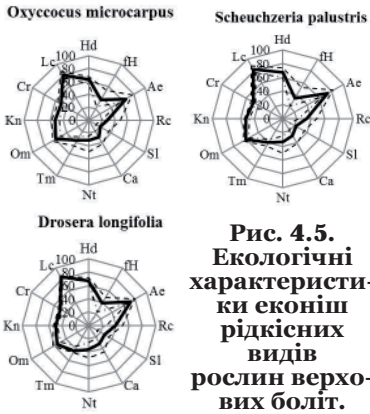 Oxyccocus microcarpus
Hd
fH
Ae
Rc
Sl
Ca
Nt
Tm
Om
Kn
Cr
Lc
100
80
60
40
20
0
Scheuchzeria palustris
Hd
fH
Ae
Rc
Sl
Ca
Nt
Tm
Om
Kn
Cr
Lc
100
80
60
40
20
0
Drosera longifolia
Hd
fH
Ae
Rc
Sl
Ca
Nt
Tm
Om
Kn
Cr
Lc
100
80
60
40
20
0
Рис. 4.5.
Екологічні
характеристи-
ки еконіш
рідкісних
видів
рослин верхо-
вих боліт.